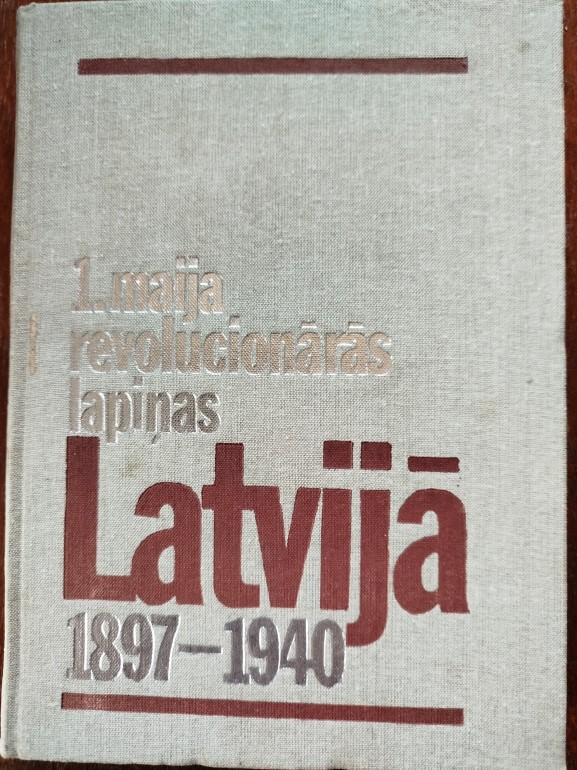 1. maija
revolucionārās
lapiņas
Latvijā
1897–1940